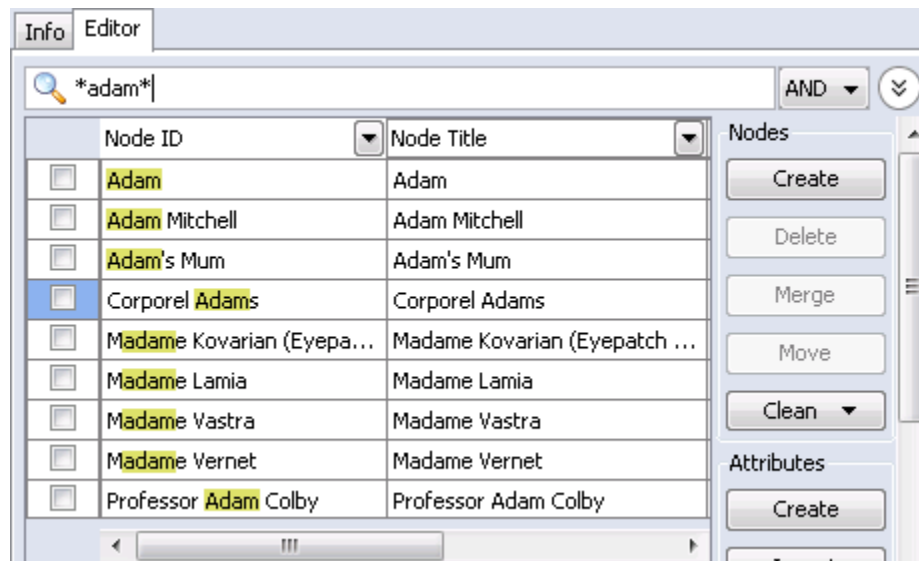 Info Editor
*adam* AND
Node ID Node Title Nodes
Adam Adam Create
Adam Mitchell Adam Mitchell Delete
Adam's Mum Adam's Mum
Corporel Adams Corporel Adams Merge
Madame Kovarian (Eyepa... Madame Kovarian (Eyepatch ... Move
Madame Lamia Madame Lamia
Madame Vastra Madame Vastra Clean
Madame Vernet Madame Vernet Attributes
Professor Adam Colby Professor Adam Colby Create